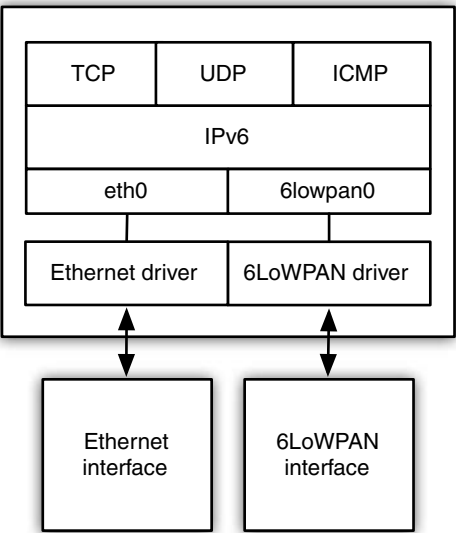 TCP
UDP
ICMP
IPv6
eth0
6lowpan0
Ethernet driver
6LoWPAN driver
Ethernet
interface
6LoWPAN
interface